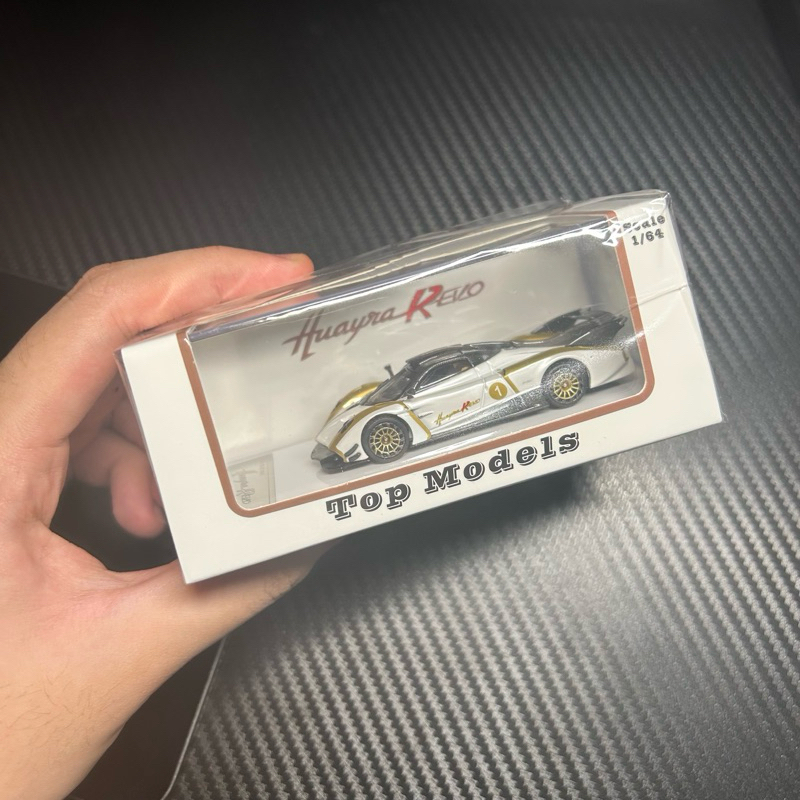 Scale
1/64
Huayra REVO
1
Huayra REVO
Top Models